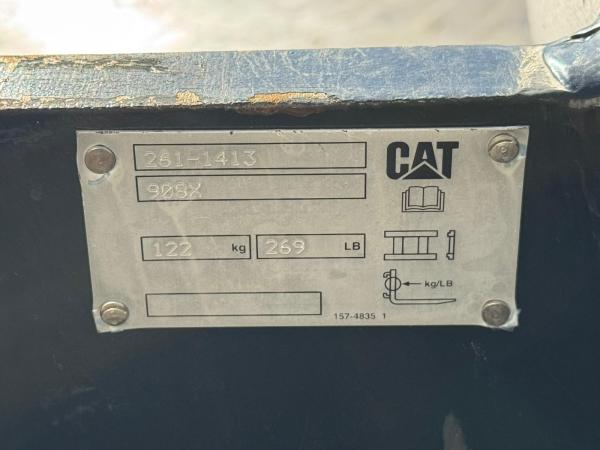 261-1413
CAT
908X
122 kg 269 LB
kg/LB
157-4835 1